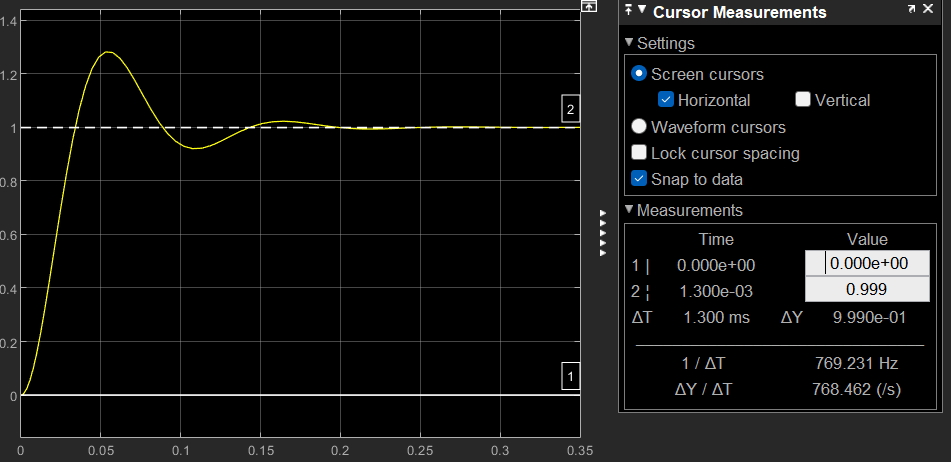 1.4
1.2
1
0.8
0.6
0.4
0.2
0
2
1
0 0.05 0.1 0.15 0.2 0.25 0.3 0.35
Cursor Measurements
Settings
Screen cursors
Horizontal Vertical
Waveform cursors
Lock cursor spacing
Snap to data
Measurements
Time Value
1 | 0.000e+00 0.000e+00
2 ¦ 1.300e-03 0.999
ΔT 1.300 ms ΔY 9.990e-01
1 / ΔT 769.231 Hz
ΔY / ΔT 768.462 (/s)